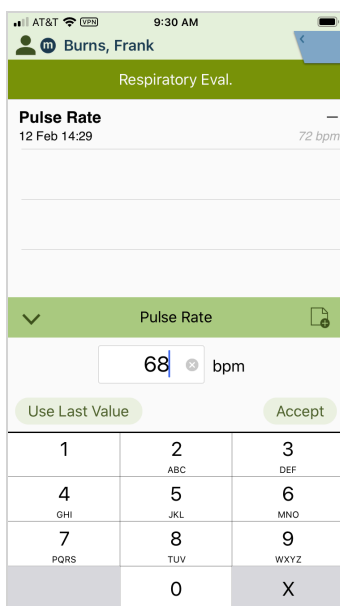 AT&T VPN 9:30 AM
m Burns, Frank
Respiratory Eval.
Pulse Rate —
12 Feb 14:29 72 bpm
Pulse Rate
68 bpm
Use Last Value Accept
1 2 3
ABC DEF
4 5 6
GHI JKL MNO
7 8 9
PQRS TUV WXYZ
0 X